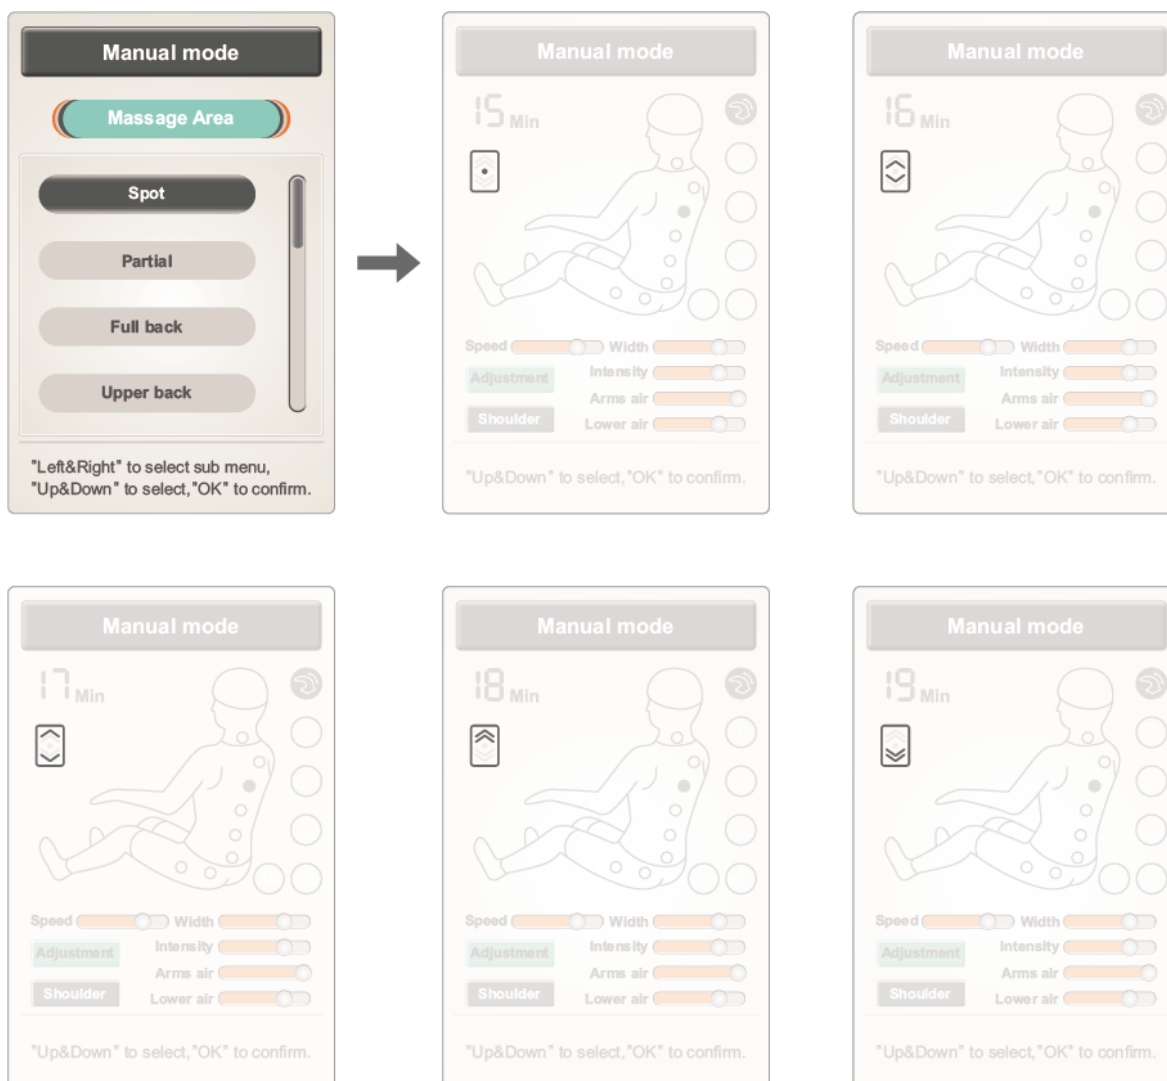 Manual mode
Massage Area
Spot
Partial
Full back
Upper back
"Left&Right" to select sub menu,
"Up&Down" to select,"OK" to confirm.
Manual mode
15 Min
Speed Width
Adjustment Intensity
Arms air
Shoulder Lower air
"Up&Down" to select,"OK" to confirm.
Manual mode
16 Min
Speed Width
Adjustment Intensity
Arms air
Shoulder Lower air
"Up&Down" to select,"OK" to confirm.
Manual mode
17 Min
Speed Width
Adjustment Intensity
Arms air
Shoulder Lower air
"Up&Down" to select,"OK" to confirm.
Manual mode
18 Min
Speed Width
Adjustment Intensity
Arms air
Shoulder Lower air
"Up&Down" to select,"OK" to confirm.
Manual mode
19 Min
Speed Width
Adjustment Intensity
Arms air
Shoulder Lower air
"Up&Down" to select,"OK" to confirm.